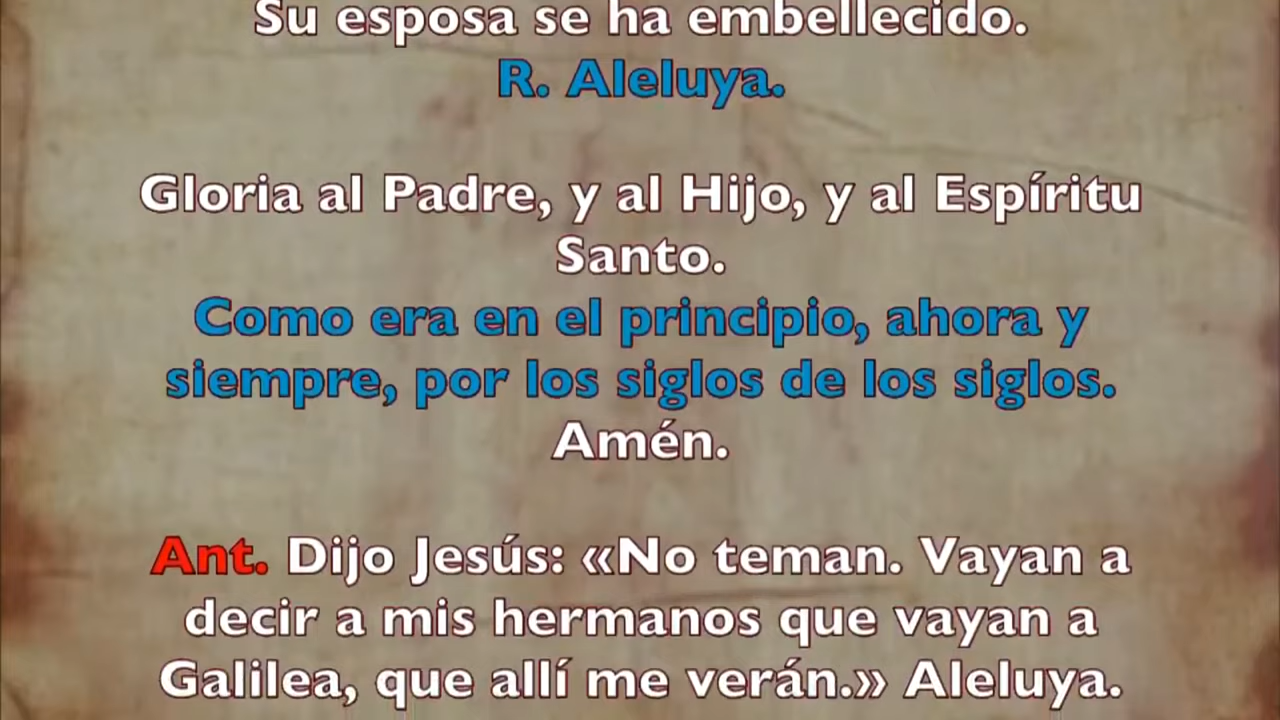 Su esposa se ha embellecido.
R. Aleluya.
Gloria al Padre, y al Hijo, y al Espíritu
Santo.
Como era en el principio, ahora y
siempre, por los siglos de los siglos.
Amén.
Ant. Dijo Jesús: «No teman. Vayan a
decir a mis hermanos que vayan a
Galilea, que allí me verán.» Aleluya.